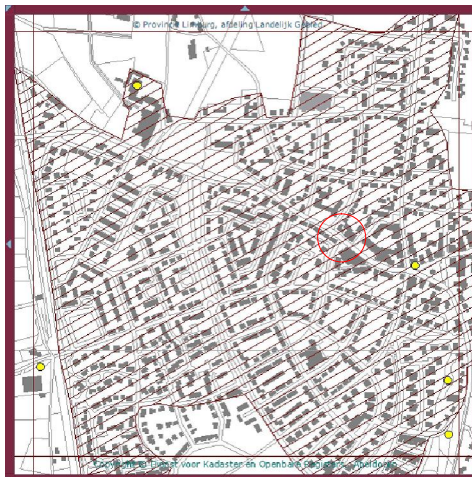 © Provincie Limburg, afdeling Landelijk Gebied
Copyright © Dienst voor Kadaster en Openbare Registers - Apeldoorn